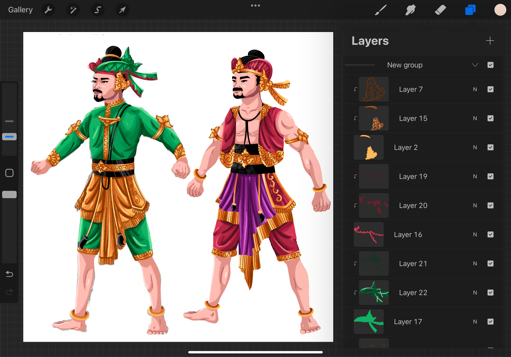 Gallery
Layers
New group
Layer 7 N
Layer 15 N
Layer 2 N
Layer 19 N
Layer 20 N
Layer 16 N
Layer 21 N
Layer 22 N
Layer 17 N